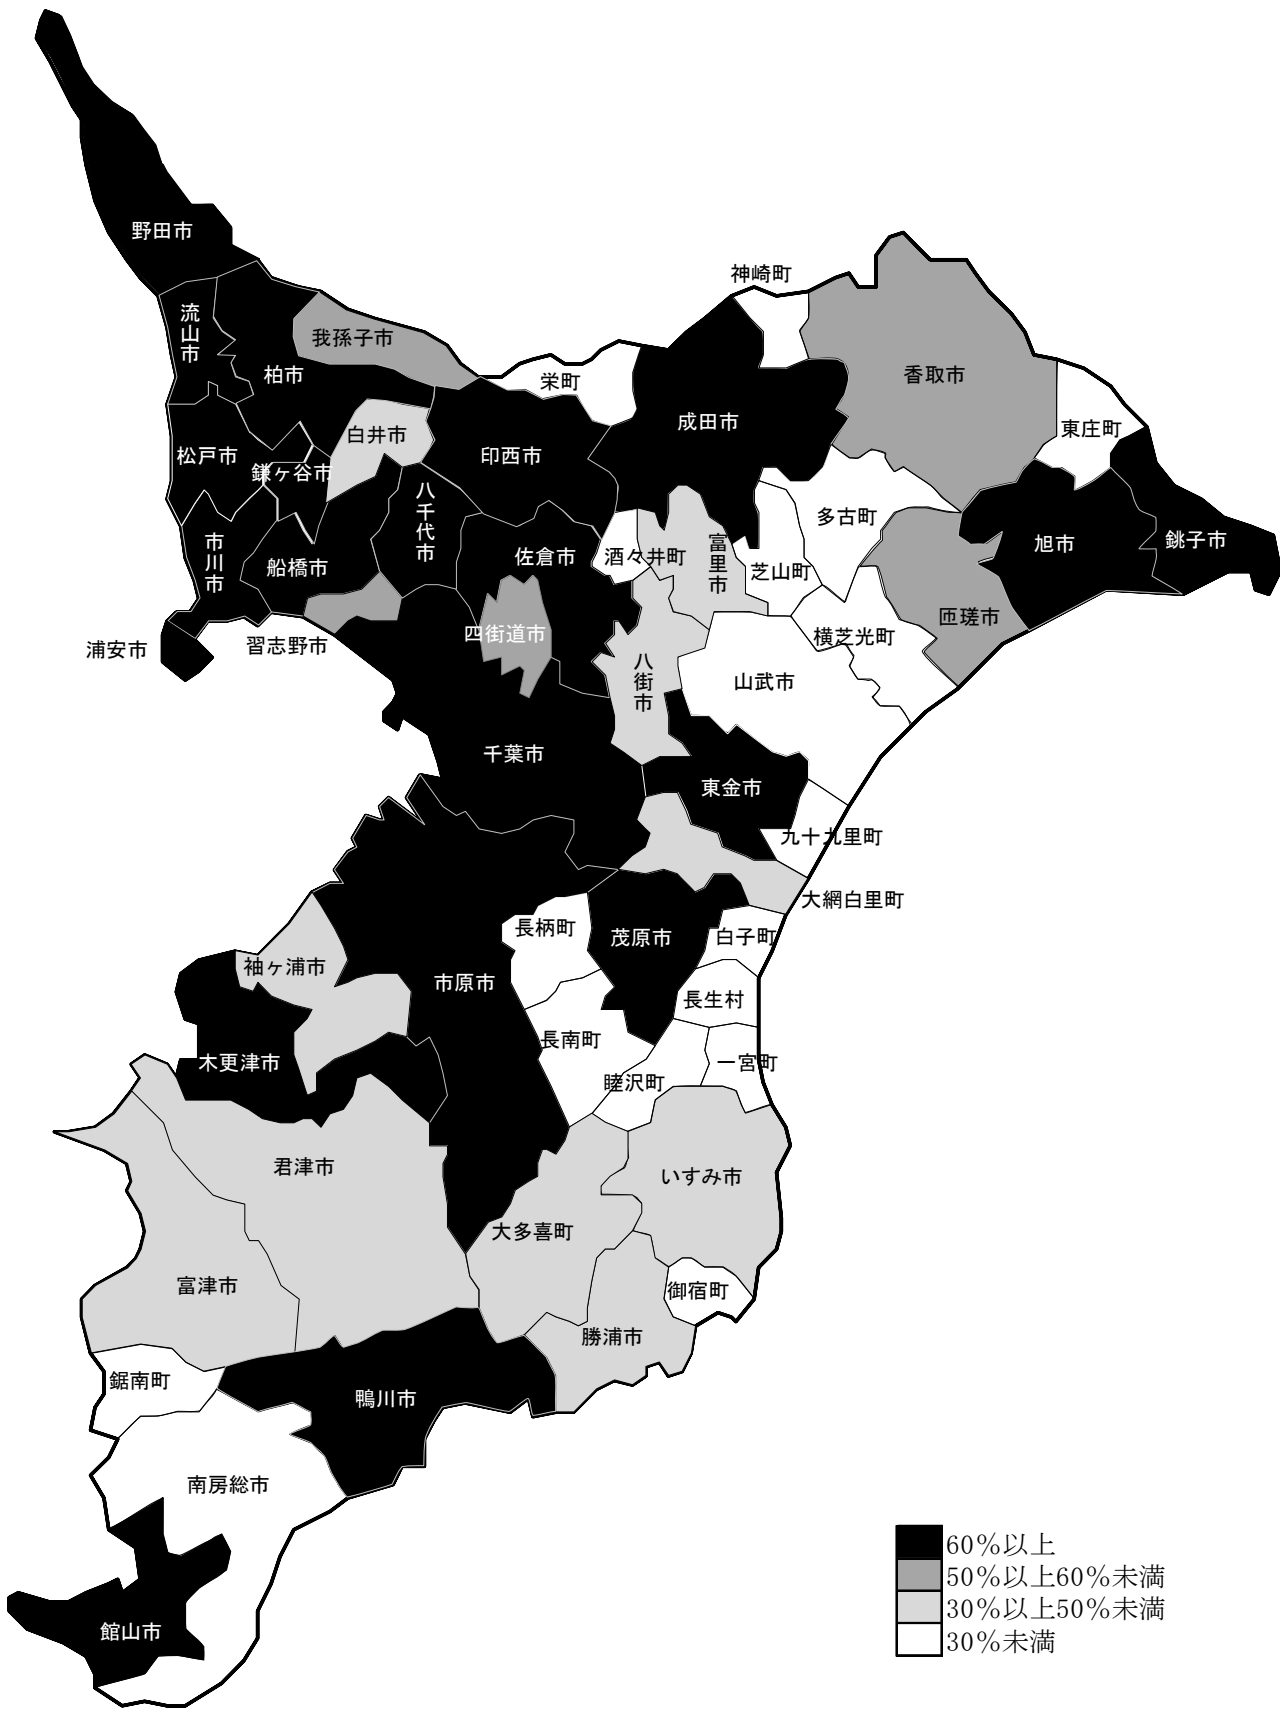 野田市
神崎町
流山市
我孫子市
柏市
栄町
香取市
成田市
東庄町
白井市
松戸市
印西市
鎌ヶ谷市
八千代市
多古町
銚子市
旭市
市川市
船橋市
佐倉市
酒々井町
富里市
芝山町
匝瑳市
四街道市
横芝光町
浦安市
習志野市
八街市
山武市
千葉市
東金市
九十九里町
大網白里町
長柄町
茂原市
白子町
袖ヶ浦市
市原市
長生村
長南町
木更津市
一宮町
睦沢町
君津市
いすみ市
大多喜町
富津市
御宿町
勝浦市
鋸南町
鴨川市
南房総市
館山市
60％以上
50％以上60％未満
30％以上50％未満
30％未満